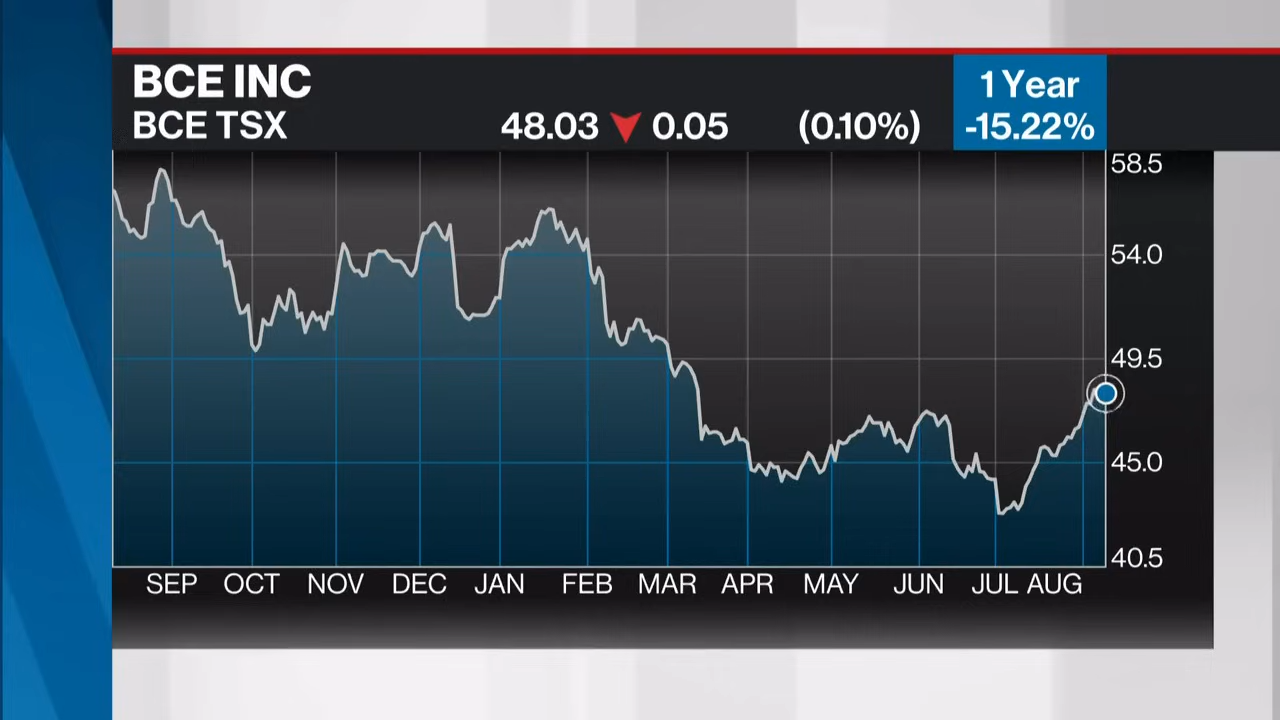 BCE INC
BCE TSX
48.03 ▼ 0.05 (0.10%)
1 Year
-15.22%
58.5
54.0
49.5
45.0
40.5
SEP OCT NOV DEC JAN FEB MAR APR MAY JUN JUL AUG